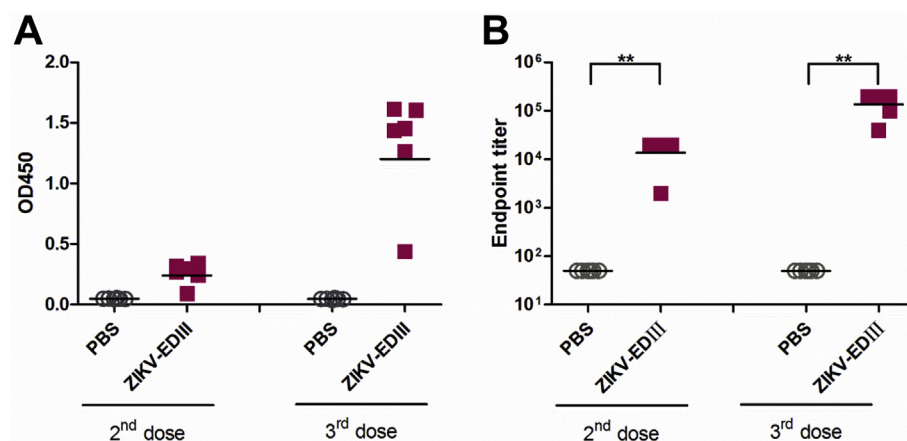 A
2.0
1.5
1.0
0.5
0.0
OD450
PBS
ZIKV-EDIII
PBS
ZIKV-EDIII
2nd dose
3rd dose
B
10⁶
10⁵
10⁴
10³
10²
10¹
Endpoint titer
**
**
PBS
ZIKV-EDIII
PBS
ZIKV-EDIII
2nd dose
3rd dose